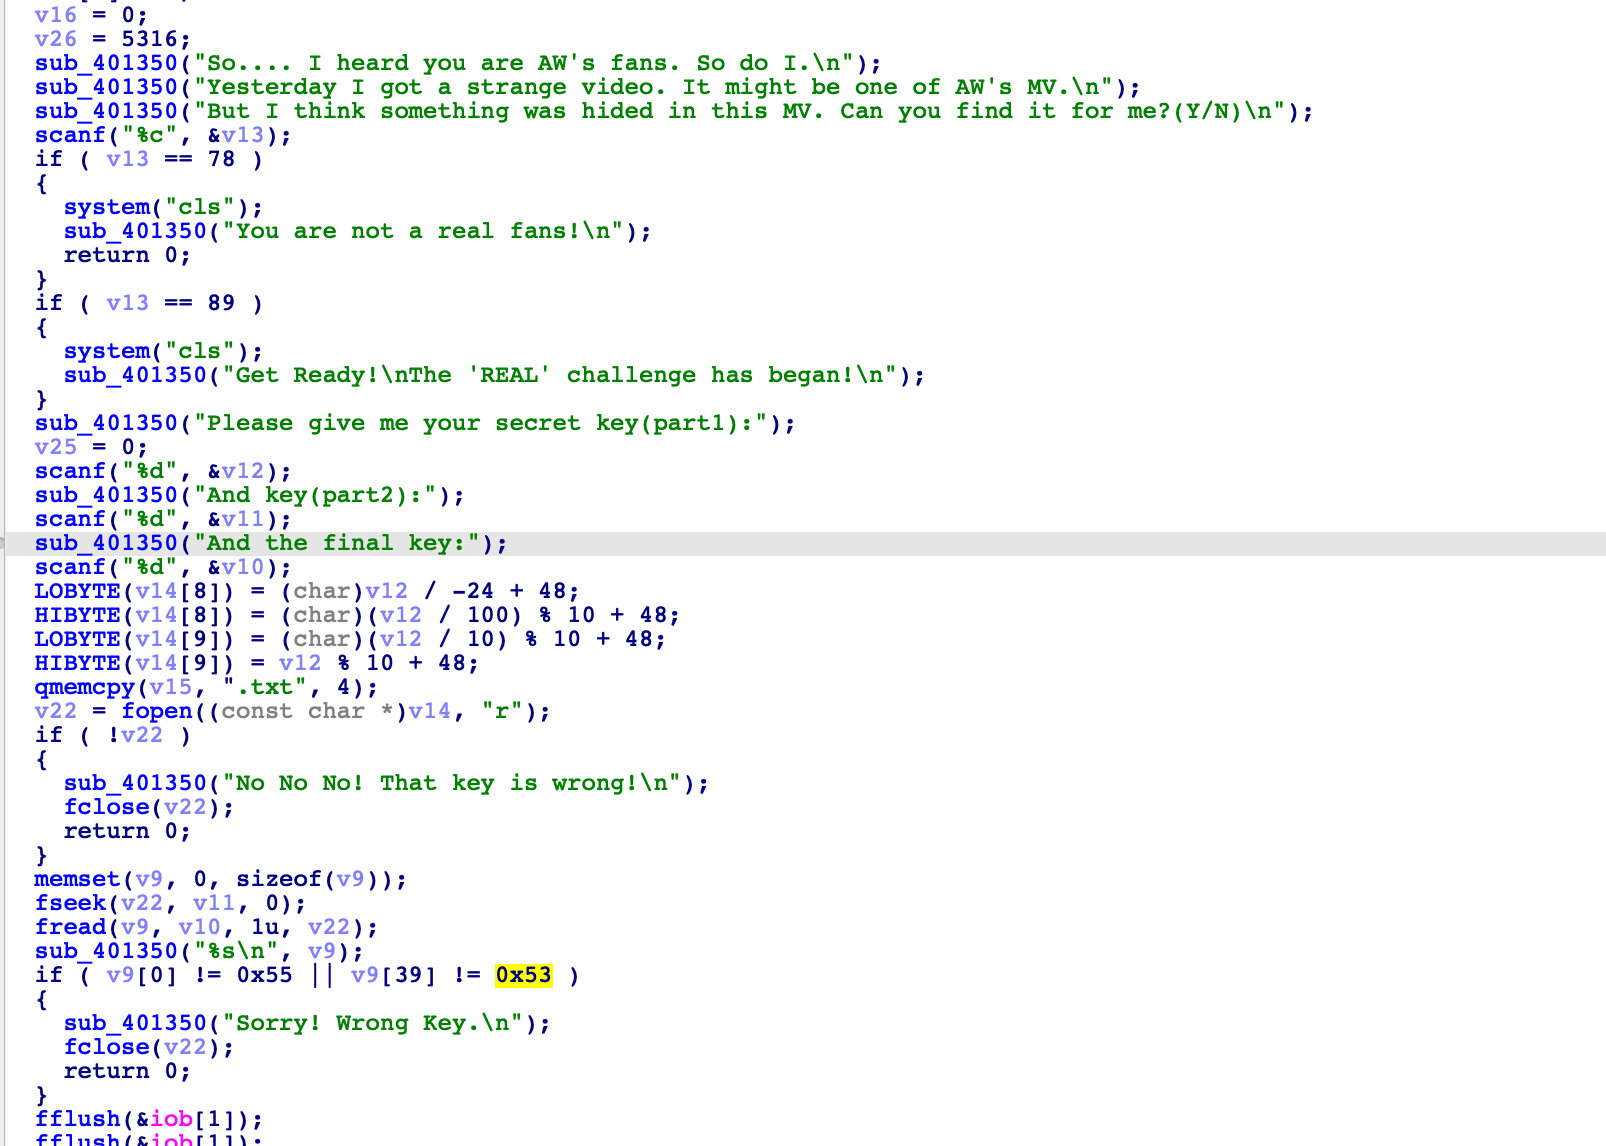 v16 = 0;
v26 = 5316;
sub_401350("So.... I heard you are AW's fans. So do I.\n");
sub_401350("Yesterday I got a strange video. It might be one of AW's MV.\n");
sub_401350("But I think something was hided in this MV. Can you find it for me?(Y/N)\n");
scanf("%c", &v13);
if ( v13 == 78 )
{
  system("cls");
  sub_401350("You are not a real fans!\n");
  return 0;
}
if ( v13 == 89 )
{
  system("cls");
  sub_401350("Get Ready!\nThe 'REAL' challenge has began!\n");
}
sub_401350("Please give me your secret key(part1):");
v25 = 0;
scanf("%d", &v12);
sub_401350("And key(part2):");
scanf("%d", &v11);
sub_401350("And the final key:");
scanf("%d", &v10);
LOBYTE(v14[8]) = (char)v12 / -24 + 48;
HIBYTE(v14[8]) = (char)(v12 / 100) % 10 + 48;
LOBYTE(v14[9]) = (char)(v12 / 10) % 10 + 48;
HIBYTE(v14[9]) = v12 % 10 + 48;
qmemcpy(v15, ".txt", 4);
v22 = fopen((const char *)v14, "r");
if ( !v22 )
{
  sub_401350("No No No! That key is wrong!\n");
  fclose(v22);
  return 0;
}
memset(v9, 0, sizeof(v9));
fseek(v22, v11, 0);
fread(v9, v10, 1u, v22);
sub_401350("%s\n", v9);
if ( v9[0] != 0x55 || v9[39] != 0x53 )
{
  sub_401350("Sorry! Wrong Key.\n");
  fclose(v22);
  return 0;
}
fflush(&iob[1]);
fflush(&iob[1]);